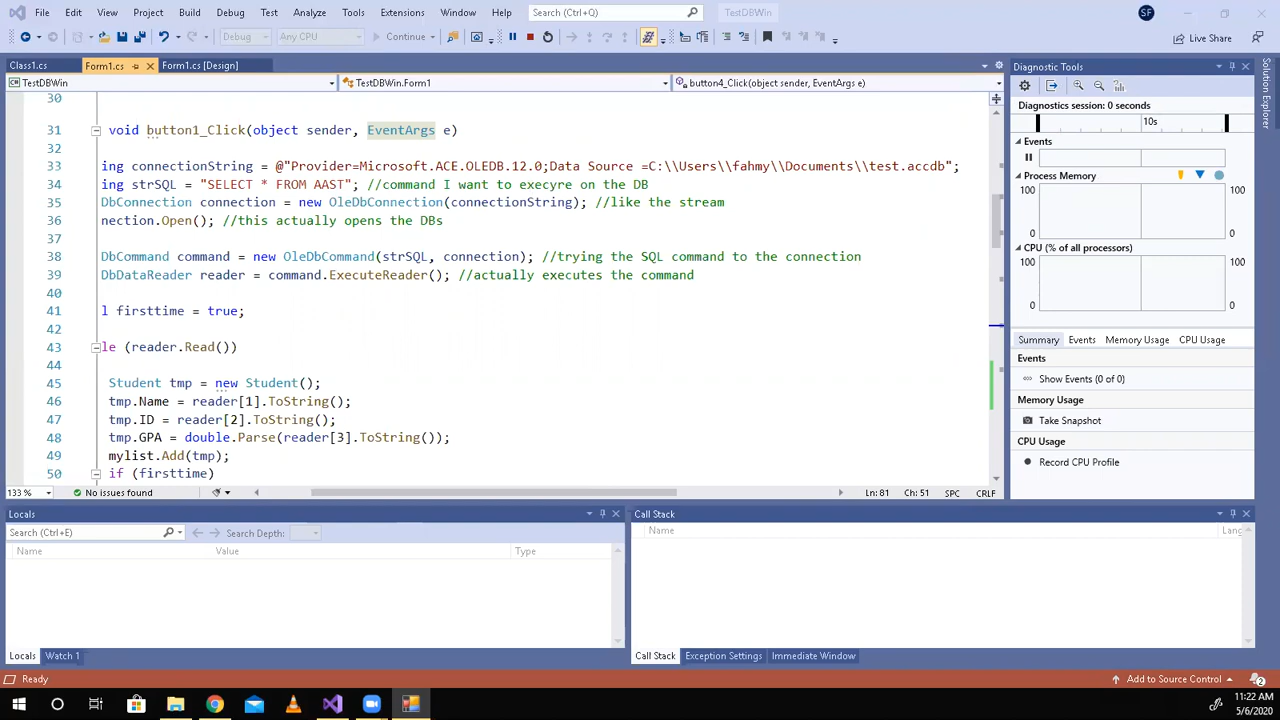 File Edit View Project Build Debug Test Analyze Tools Extensions Window Help Search (Ctrl+Q) TestDBWin SF
Debug Any CPU Continue Live Share
Class1.cs Form1.cs Form1.cs [Design]
TestDBWin TestDBWin.Form1 button4_Click(object sender, EventArgs e)
30
31 void button1_Click(object sender, EventArgs e)
33 ing connectionString = @"Provider=Microsoft.ACE.OLEDB.12.0;Data Source =C:\\Users\\fahmy\\Documents\\test.accdb";
34 ing strSQL = "SELECT * FROM AAST"; //command I want to execyre on the DB
35 DbConnection connection = new OleDbConnection(connectionString); //like the stream
36 nection.Open(); //this actually opens the DBs
37
38 DbCommand command = new OleDbCommand(strSQL, connection); //trying the SQL command to the connection
39 DbDataReader reader = command.ExecuteReader(); //actually executes the command
40
41 l firsttime = true;
42
43 le (reader.Read())
44
45 Student tmp = new Student();
46 tmp.Name = reader[1].ToString();
47 tmp.ID = reader[2].ToString();
48 tmp.GPA = double.Parse(reader[3].ToString());
49 mylist.Add(tmp);
50 if (firsttime)
133 % No issues found Ln: 81 Ch: 51 SPC CRLF
Diagnostic Tools
Diagnostics session: 0 seconds
10s
Events
Process Memory
100 100
0 0
CPU (% of all processors)
100 100
0 0
Summary Events Memory Usage CPU Usage
Events
Show Events (0 of 0)
Memory Usage
Take Snapshot
CPU Usage
Record CPU Profile
Solution Explorer
Locals
Search (Ctrl+E) Search Depth:
Name Value Type
Locals Watch 1
Call Stack
Name Lang
Call Stack Exception Settings Immediate Window
Ready Add to Source Control 2
11:22 AM
5/6/2020